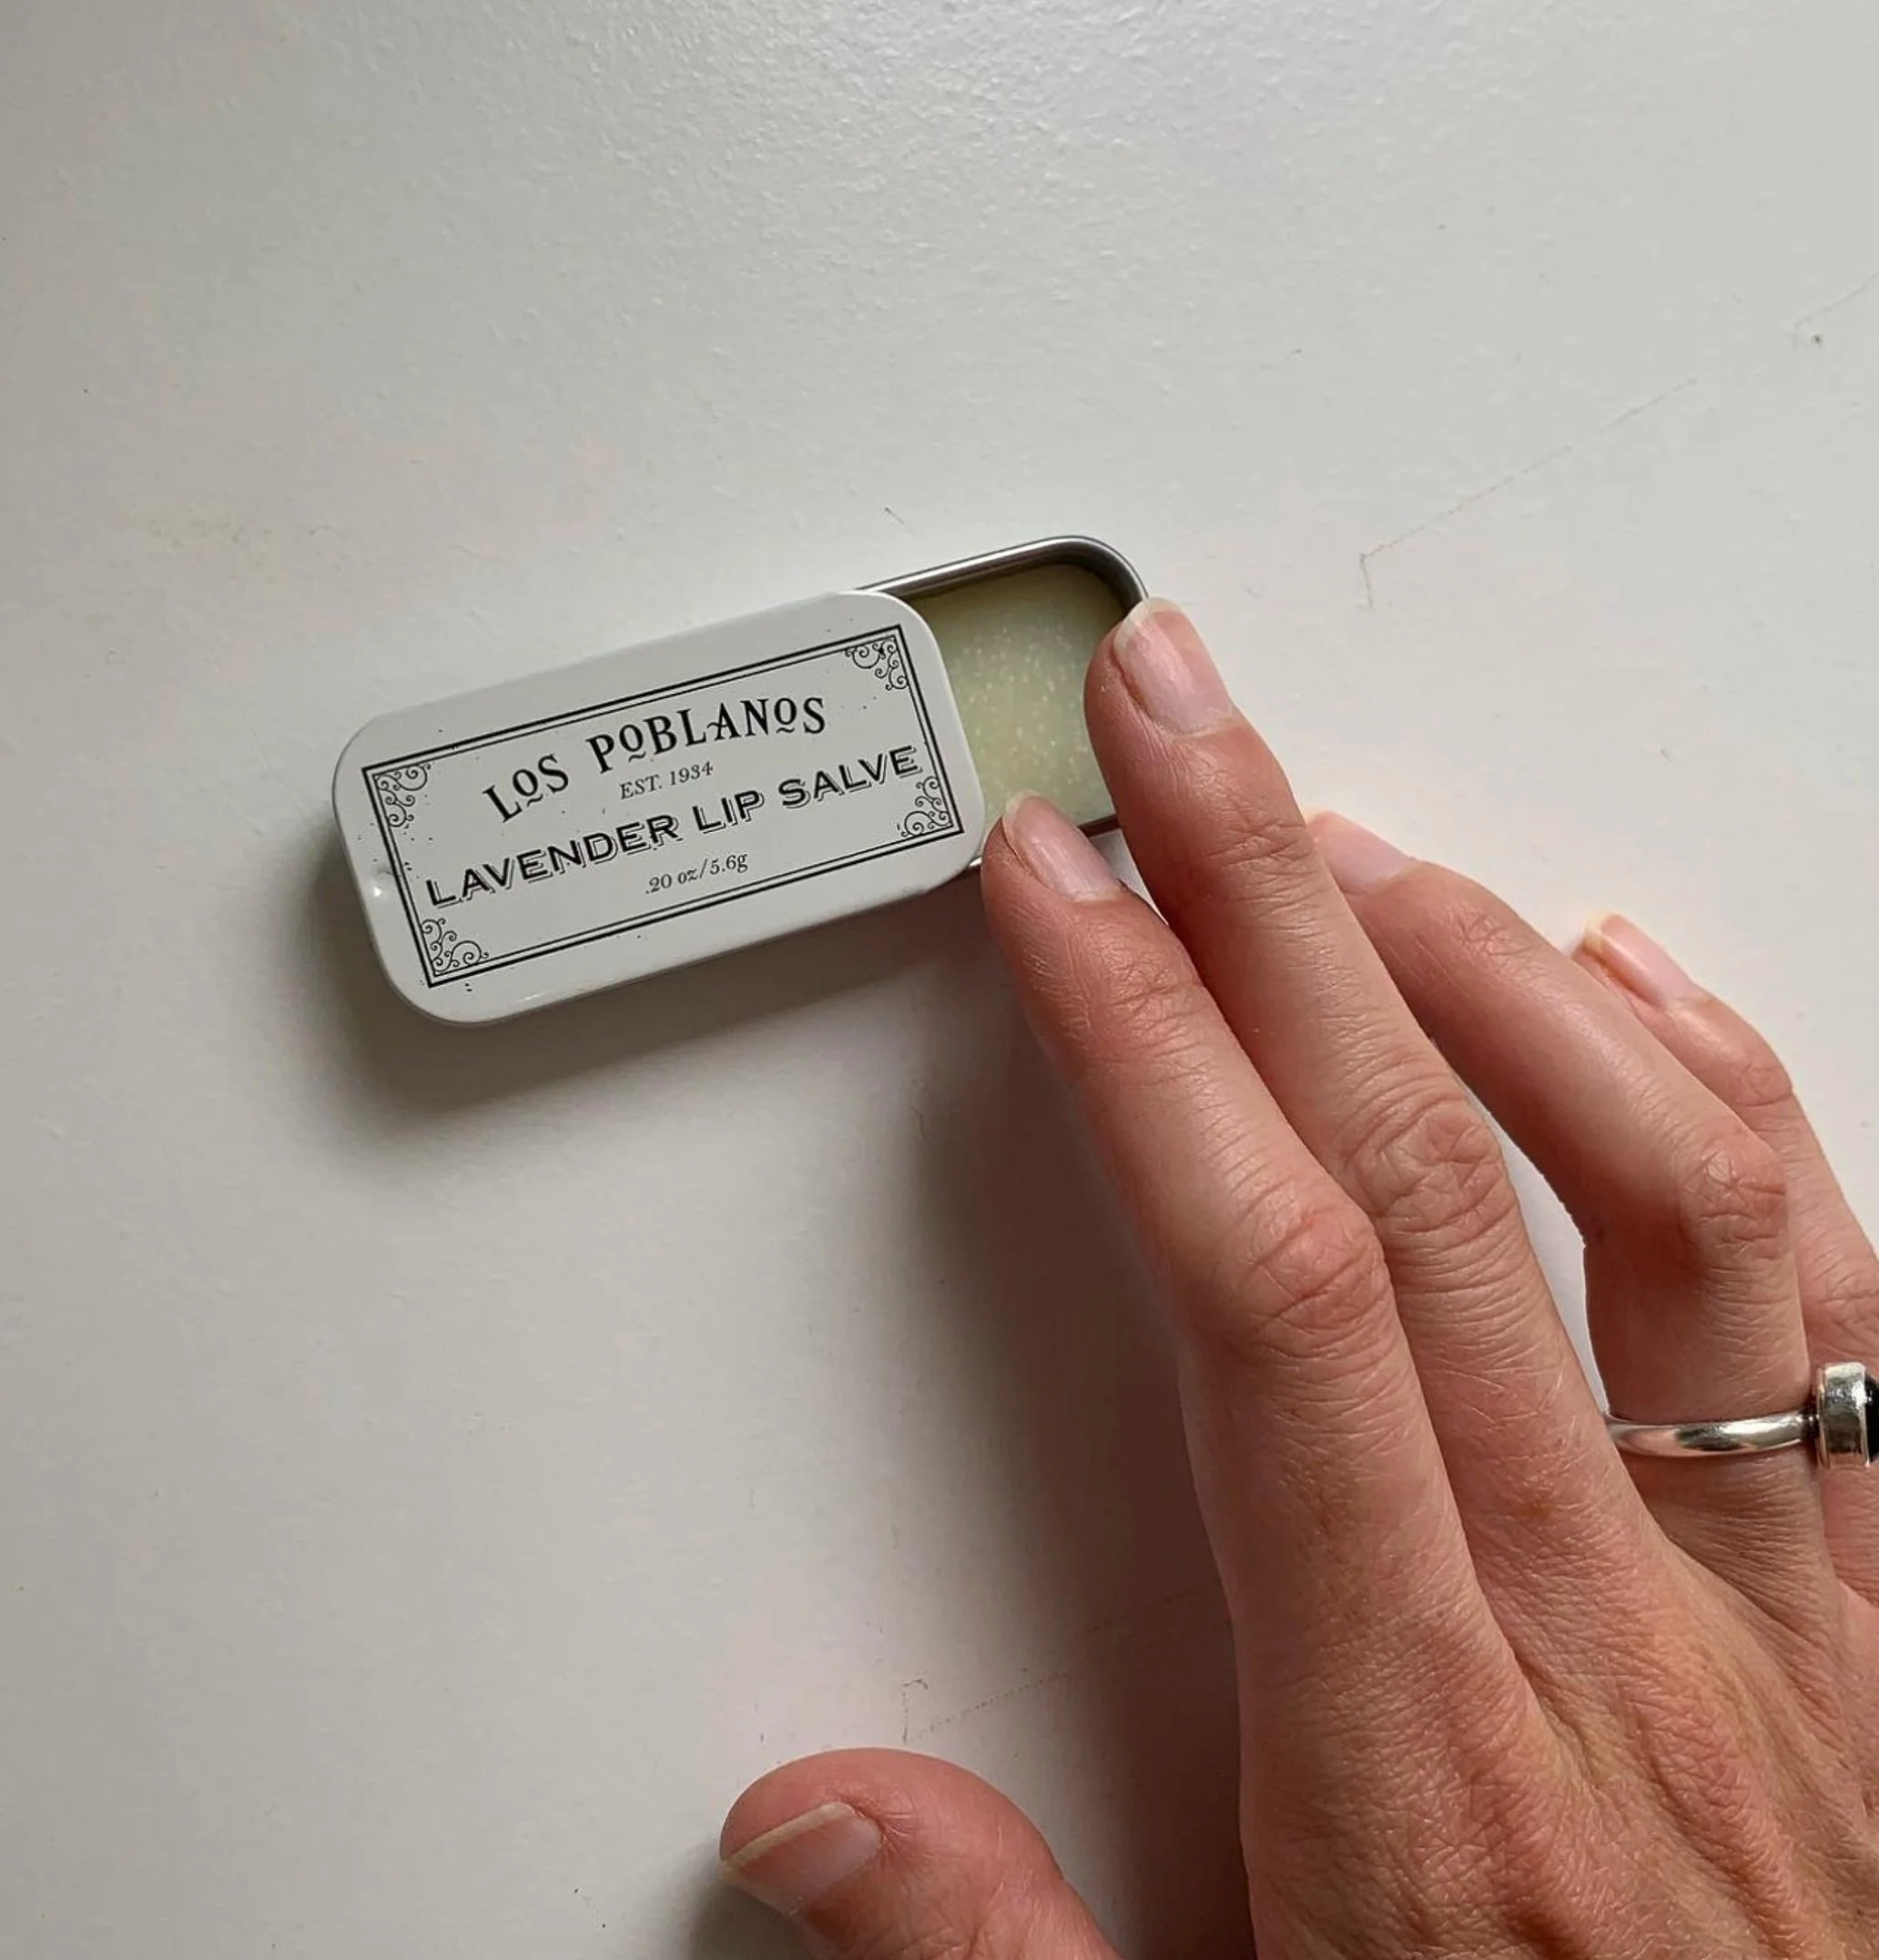 LOS POBLANOS
EST. 1934
LAVENDER LIP SALVE
.20 oz/5.6g